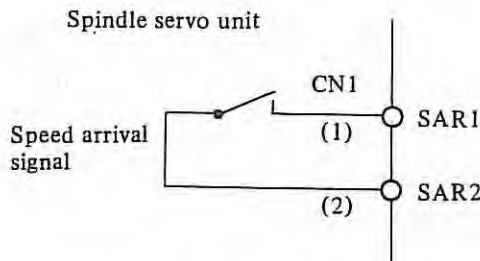 Spindle servo unit
CN1
(1)
SAR1
Speed arrival
signal
(2)
SAR2